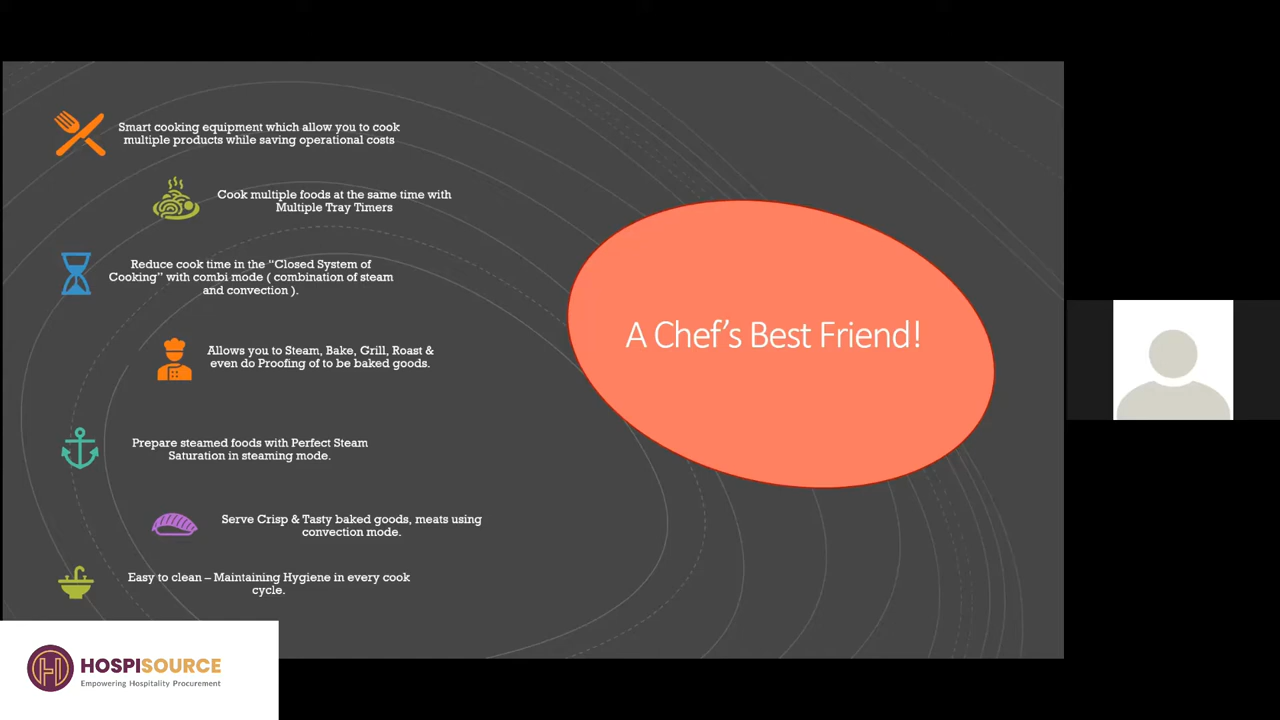 Smart cooking equipment which allow you to cook
multiple products while saving operational costs
Cook multiple foods at the same time with
Multiple Tray Timers
Reduce cook time in the "Closed System of
Cooking" with combi mode ( combination of steam
and convection ).
Allows you to Steam, Bake, Grill, Roast &
even do Proofing of to be baked goods.
Prepare steamed foods with Perfect Steam
Saturation in steaming mode.
Serve Crisp & Tasty baked goods, meats using
convection mode.
Easy to clean – Maintaining Hygiene in every cook
cycle.
A Chef's Best Friend!
HOSPISOURCE
Empowering Hospitality Procurement